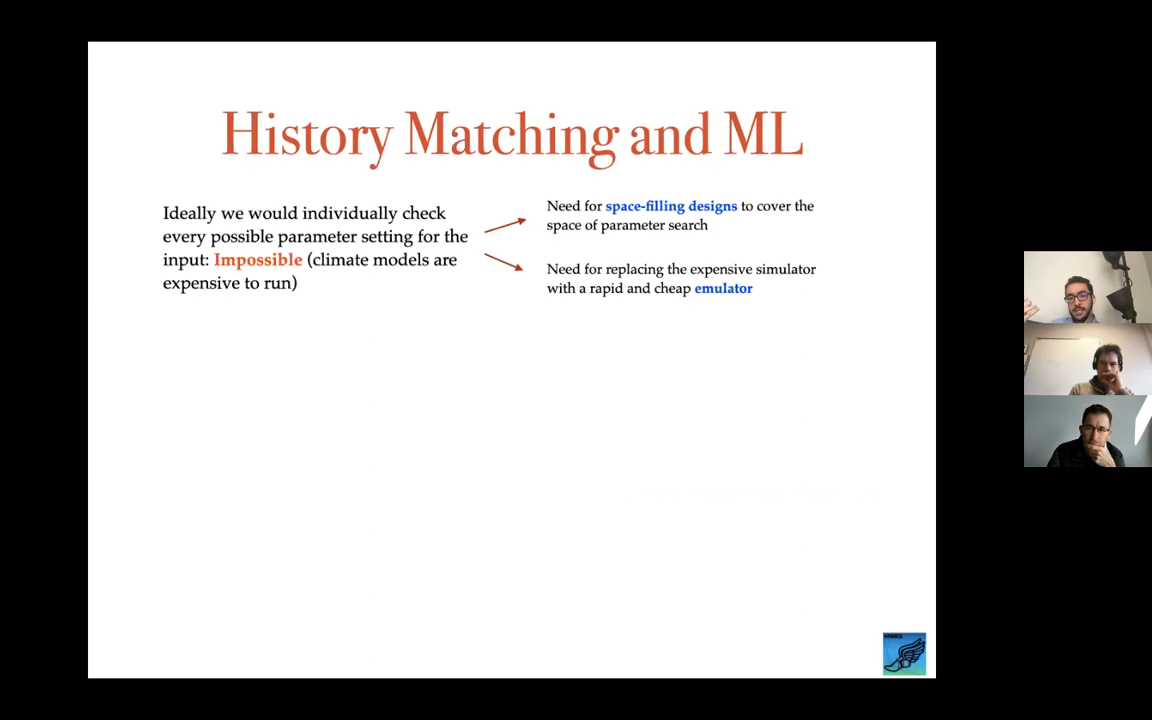 History Matching and ML
Ideally we would individually check
every possible parameter setting for the
input: Impossible (climate models are
expensive to run)
Need for space-filling designs to cover the
space of parameter search
Need for replacing the expensive simulator
with a rapid and cheap emulator